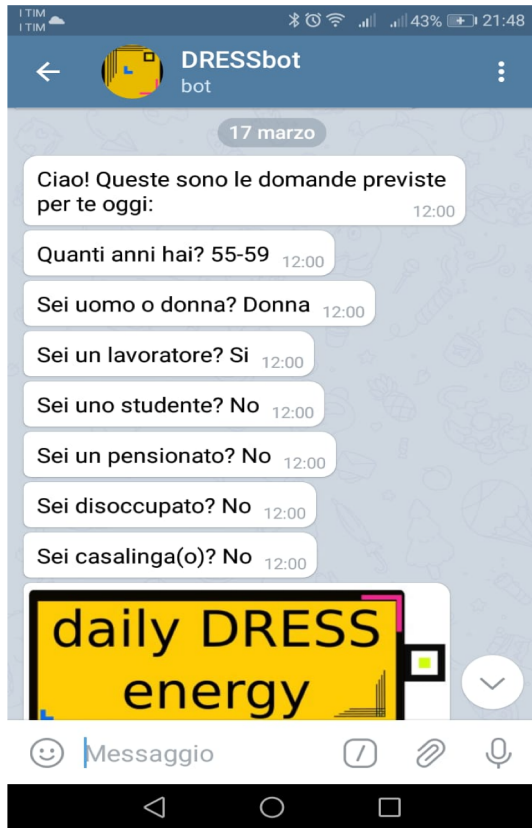 I TIM
I TIM
43%
21:48
DRESSbot
bot
17 marzo
Ciao! Queste sono le domande previste
per te oggi:
12:00
Quanti anni hai? 55-59 12:00
Sei uomo o donna? Donna 12:00
Sei un lavoratore? Si 12:00
Sei uno studente? No 12:00
Sei un pensionato? No 12:00
Sei disoccupato? No 12:00
Sei casalinga(o)? No 12:00
daily DRESS
energy
Messaggio